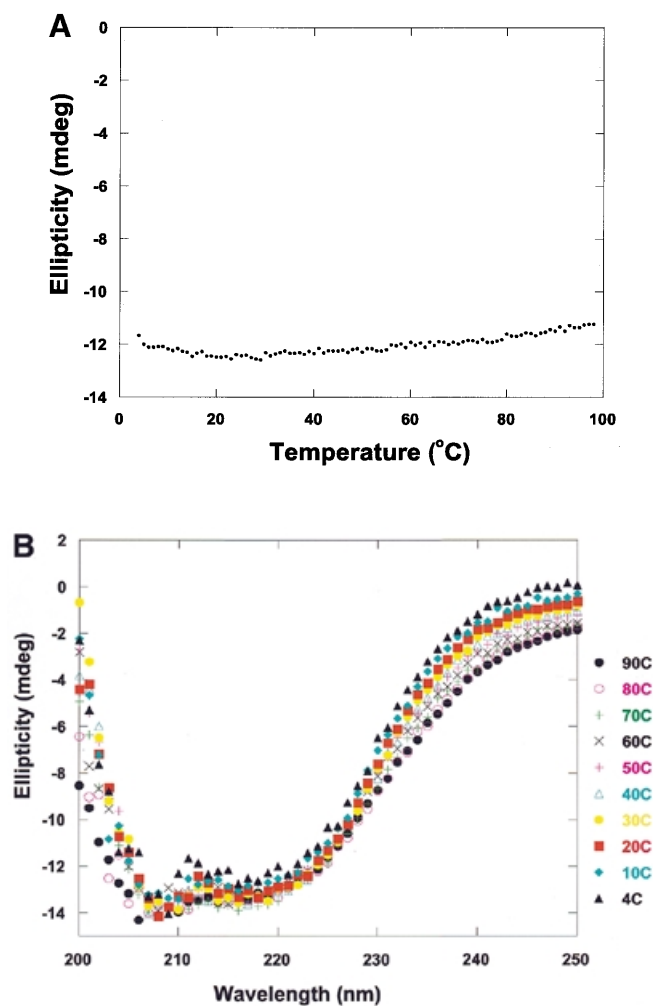 A
0
-2
-4
-6
-8
-10
-12
-14
Ellipticity (mdeg)
0 20 40 60 80 100
Temperature (°C)
B
2
0
-2
-4
-6
-8
-10
-12
-14
Ellipticity (mdeg)
200 210 220 230 240 250
Wavelength (nm)
90C
80C
70C
60C
50C
40C
30C
20C
10C
4C